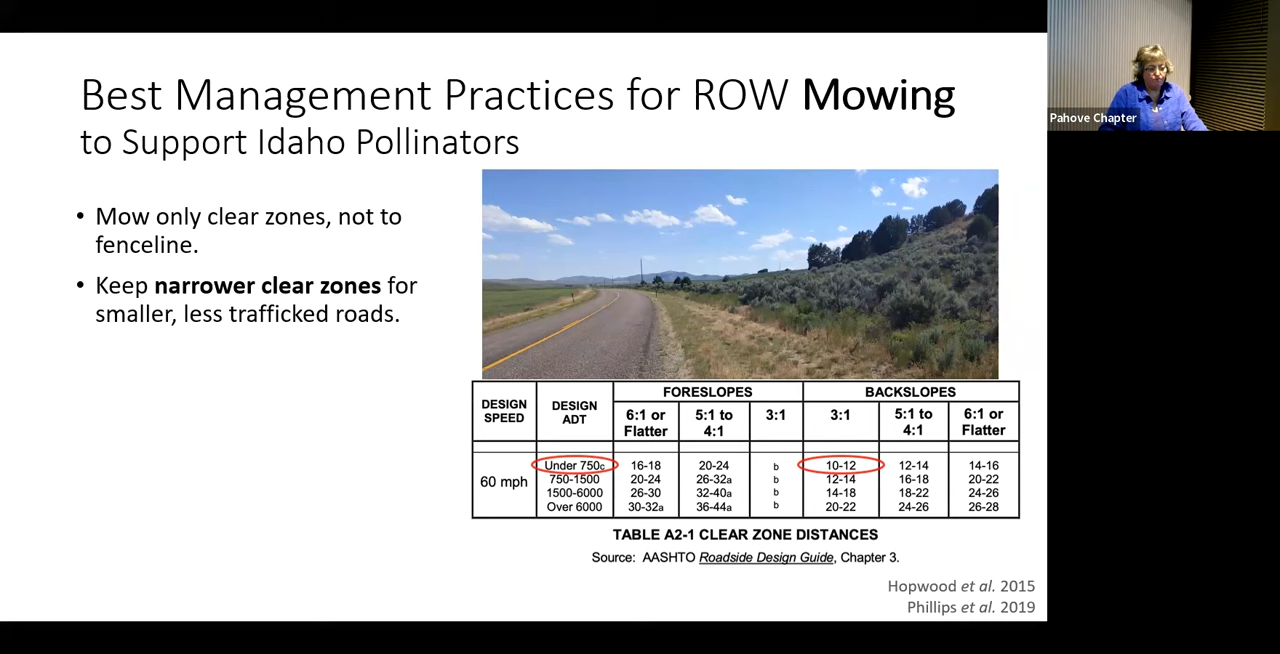 Best Management Practices for ROW Mowing
to Support Idaho Pollinators
• Mow only clear zones, not to
fenceline.
• Keep narrower clear zones for
smaller, less trafficked roads.
DESIGN SPEED DESIGN ADT FORESLOPES BACKSLOPES
6:1 or Flatter 5:1 to 4:1 3:1 3:1 5:1 to 4:1 6:1 or Flatter
60 mph
Under 750c 16-18 20-24 b 10-12 12-14 14-16
750-1500 20-24 26-32a b 12-14 16-18 20-22
1500-6000 26-30 32-40a b 14-18 18-22 24-26
Over 6000 30-32a 36-44a b 20-22 24-26 26-28
TABLE A2-1 CLEAR ZONE DISTANCES
Source: AASHTO Roadside Design Guide, Chapter 3.
Hopwood et al. 2015
Phillips et al. 2019
Pahove Chapter